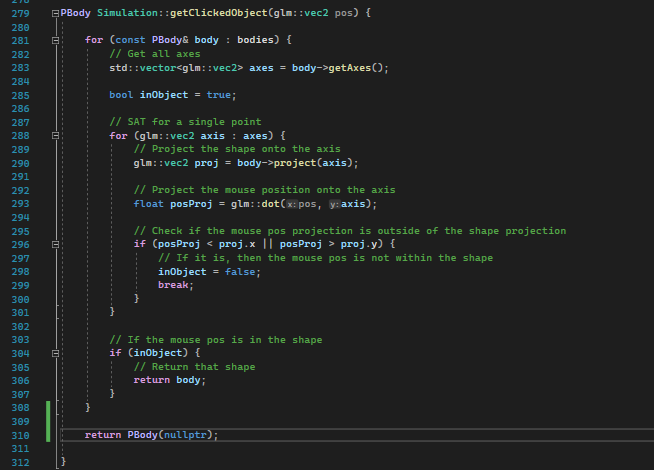 279 PBody Simulation::getClickedObject(glm::vec2 pos) {
280
281 for (const PBody& body : bodies) {
282 // Get all axes
283 std::vector<glm::vec2> axes = body->getAxes();
284
285 bool inObject = true;
286
287 // SAT for a single point
288 for (glm::vec2 axis : axes) {
289 // Project the shape onto the axis
290 glm::vec2 proj = body->project(axis);
291
292 // Project the mouse position onto the axis
293 float posProj = glm::dot(x:pos, y:axis);
294
295 // Check if the mouse pos projection is outside of the shape projection
296 if (posProj < proj.x || posProj > proj.y) {
297 // If it is, then the mouse pos is not within the shape
298 inObject = false;
299 break;
300 }
301 }
302
303 // If the mouse pos is in the shape
304 if (inObject) {
305 // Return that shape
306 return body;
307 }
308 }
309
310 return PBody(nullptr);
311
312 }